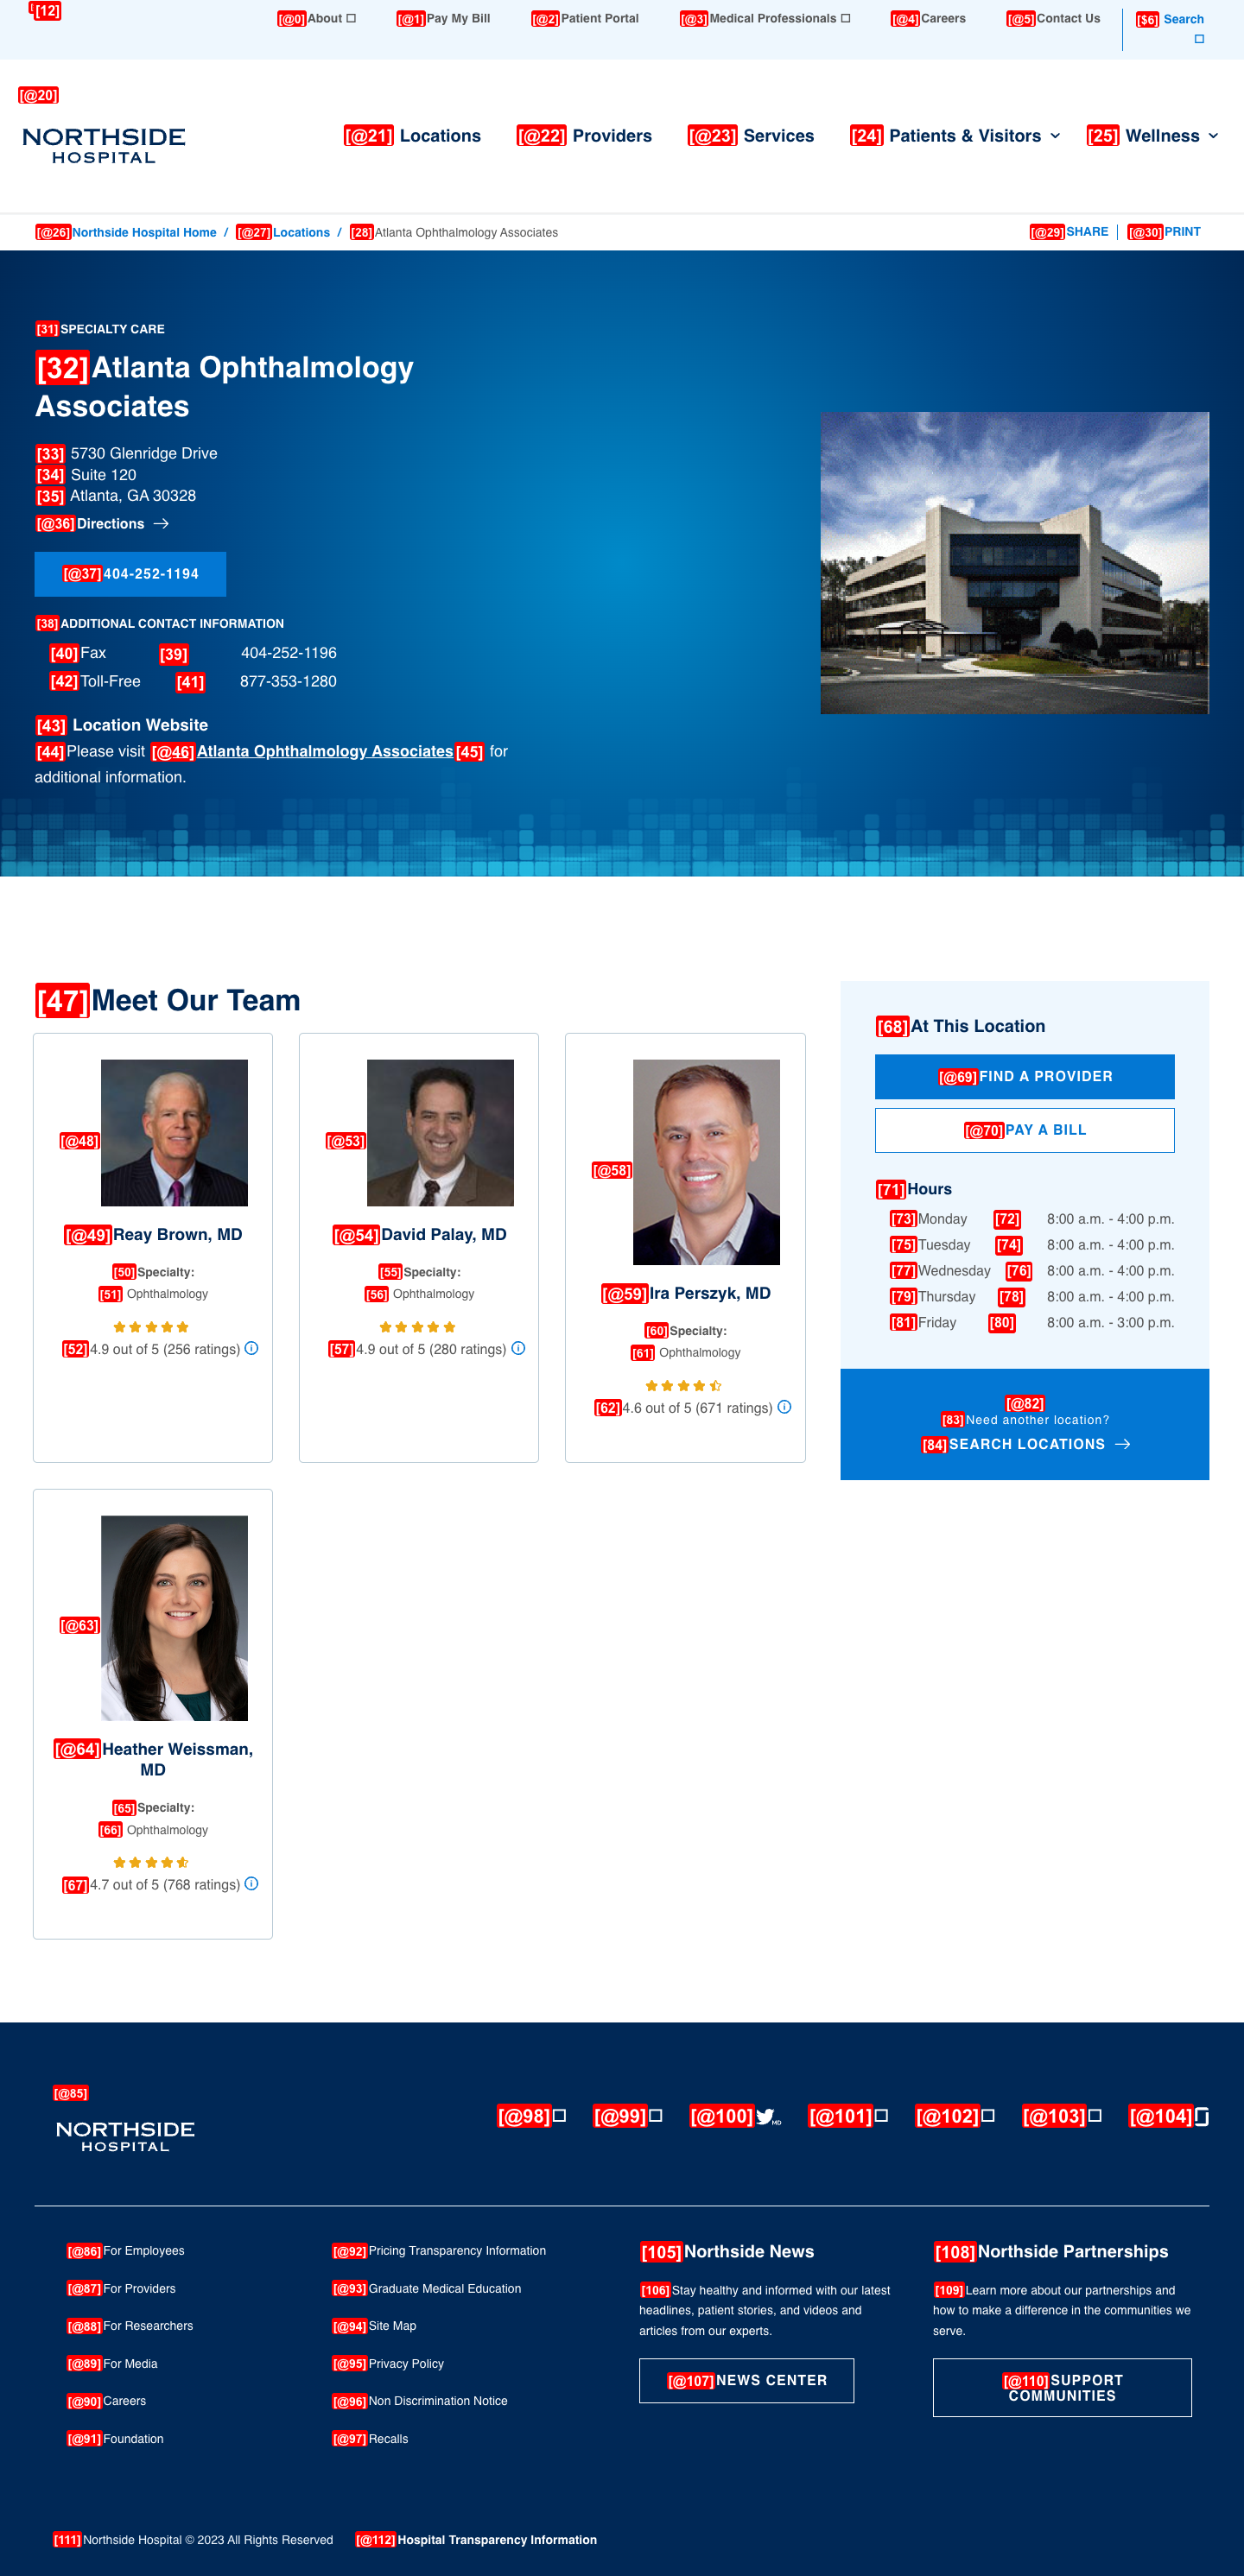 [12]
[@0]About
[@1]Pay My Bill
[@2]Patient Portal
[@3]Medical Professionals
[@4]Careers
[@5]Contact Us
[$6] Search
[@20]
NORTHSIDE
HOSPITAL
[@21] Locations
[@22] Providers
[@23] Services
[24] Patients & Visitors
[25] Wellness
[@26]Northside Hospital Home / [@27]Locations / [28]Atlanta Ophthalmology Associates
[@29]SHARE
[@30]PRINT
[31]SPECIALTY CARE
[32]Atlanta Ophthalmology
Associates
[33] 5730 Glenridge Drive
[34] Suite 120
[35] Atlanta, GA 30328
[@36]Directions →
[@37]404-252-1194
[38]ADDITIONAL CONTACT INFORMATION
[40]Fax [39] 404-252-1196
[42]Toll-Free [41] 877-353-1280
[43] Location Website
[44]Please visit [@46]Atlanta Ophthalmology Associates[45] for
additional information.
[47]Meet Our Team
[@48]
[@49]Reay Brown, MD
[50]Specialty:
[51] Ophthalmology
[52]4.9 out of 5 (256 ratings)
[@53]
[@54]David Palay, MD
[55]Specialty:
[56] Ophthalmology
[57]4.9 out of 5 (280 ratings)
[@58]
[@59]Ira Perszyk, MD
[60]Specialty:
[61] Ophthalmology
[62]4.6 out of 5 (671 ratings)
[@63]
[@64]Heather Weissman,
MD
[65]Specialty:
[66] Ophthalmology
[67]4.7 out of 5 (768 ratings)
[68]At This Location
[@69]FIND A PROVIDER
[@70]PAY A BILL
[71]Hours
[73]Monday [72] 8:00 a.m. - 4:00 p.m.
[75]Tuesday [74] 8:00 a.m. - 4:00 p.m.
[77]Wednesday [76] 8:00 a.m. - 4:00 p.m.
[79]Thursday [78] 8:00 a.m. - 4:00 p.m.
[81]Friday [80] 8:00 a.m. - 3:00 p.m.
[@82]
[83]Need another location?
[84]SEARCH LOCATIONS →
[@85]
NORTHSIDE
HOSPITAL
[@98]
[@99]
[@100] MD
[@101]
[@102]
[@103]
[@104]
[@86]For Employees
[@87]For Providers
[@88]For Researchers
[@89]For Media
[@90]Careers
[@91]Foundation
[@92]Pricing Transparency Information
[@93]Graduate Medical Education
[@94]Site Map
[@95]Privacy Policy
[@96]Non Discrimination Notice
[@97]Recalls
[105]Northside News
[106]Stay healthy and informed with our latest
headlines, patient stories, and videos and
articles from our experts.
[@107]NEWS CENTER
[108]Northside Partnerships
[109]Learn more about our partnerships and
how to make a difference in the communities we
serve.
[@110]SUPPORT
COMMUNITIES
[111]Northside Hospital © 2023 All Rights Reserved
[@112]Hospital Transparency Information